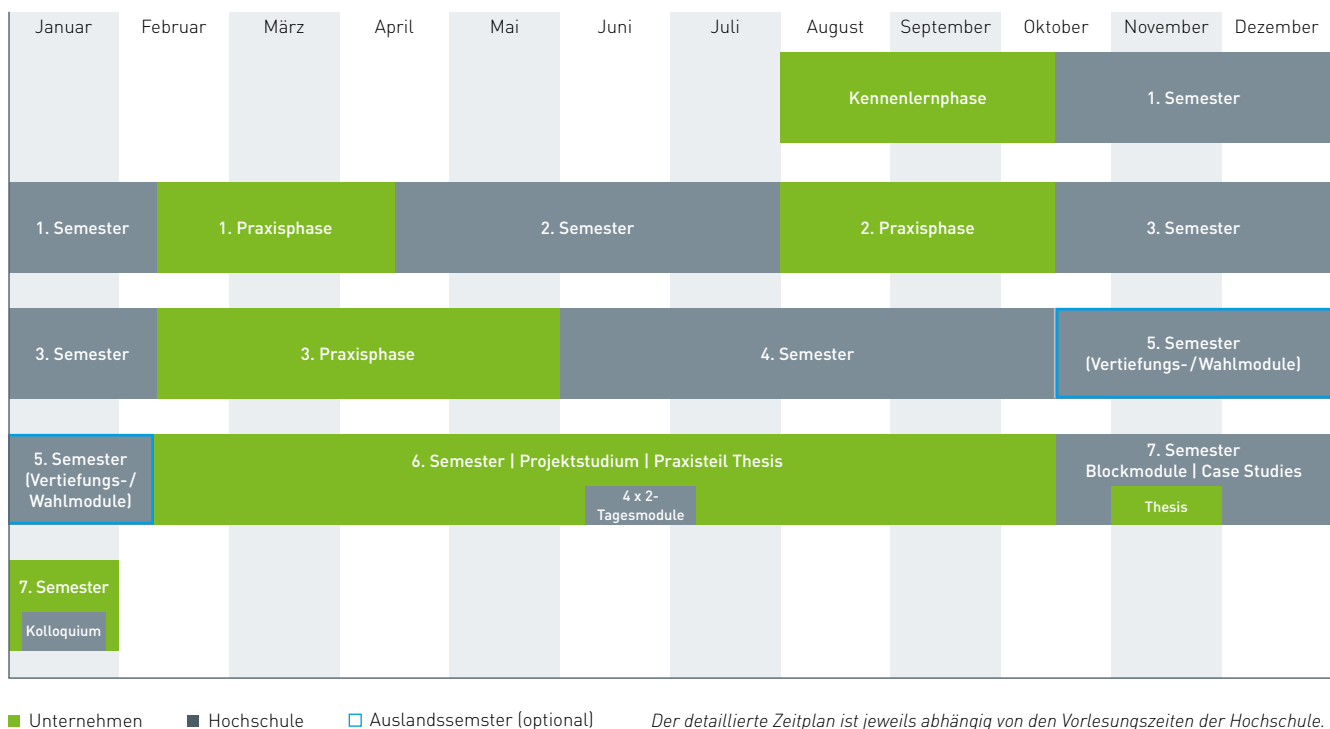 Januar Februar März April Mai Juni Juli August September Oktober November Dezember
Kennenlernphase 1. Semester
1. Semester 1. Praxisphase 2. Semester 2. Praxisphase 3. Semester
3. Semester 3. Praxisphase 4. Semester
5. Semester
(Vertiefungs-/Wahlmodule)
5. Semester
(Vertiefungs-/
Wahlmodule)
6. Semester | Projektstudium | Praxisteil Thesis
4 x 2-
Tagesmodule
7. Semester
Blockmodule | Case Studies
Thesis
7. Semester
Kolloquium
Unternehmen Hochschule Auslandssemster (optional) Der detaillierte Zeitplan ist jeweils abhängig von den Vorlesungszeiten der Hochschule.